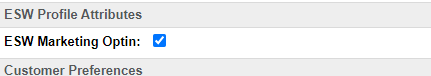 ESW Profile Attributes
ESW Marketing Optin:
Customer Preferences